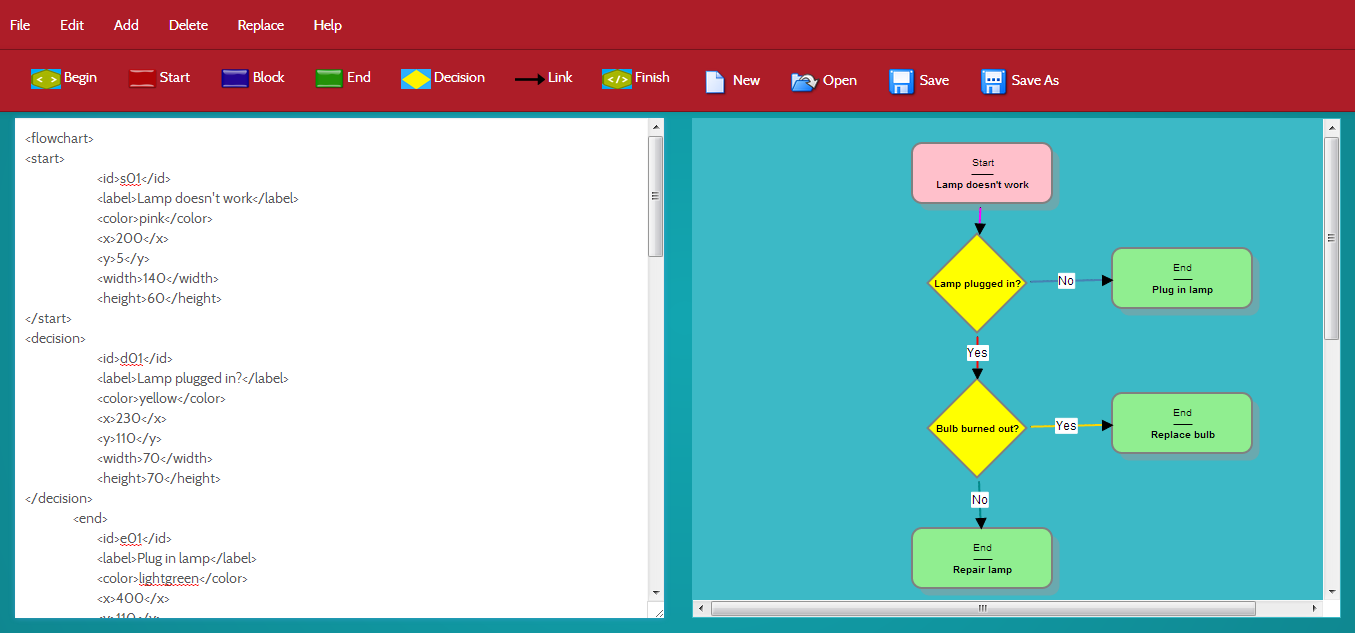 File Edit Add Delete Replace Help
Begin Start Block End Decision Link Finish New Open Save Save As
<flowchart>
<start>
<id>s01</id>
<label>Lamp doesn't work</label>
<color>pink</color>
<x>200</x>
<y>5</y>
<width>140</width>
<height>60</height>
</start>
<decision>
<id>d01</id>
<label>Lamp plugged in?</label>
<color>yellow</color>
<x>230</x>
<y>110</y>
<width>70</width>
<height>70</height>
</decision>
<end>
<id>e01</id>
<label>Plug in lamp</label>
<color>lightgreen</color>
<x>400</x>
<y>110</y>
Start
Lamp doesn't work
Lamp plugged in?
No
End
Plug in lamp
Yes
Bulb burned out?
Yes
End
Replace bulb
No
End
Repair lamp